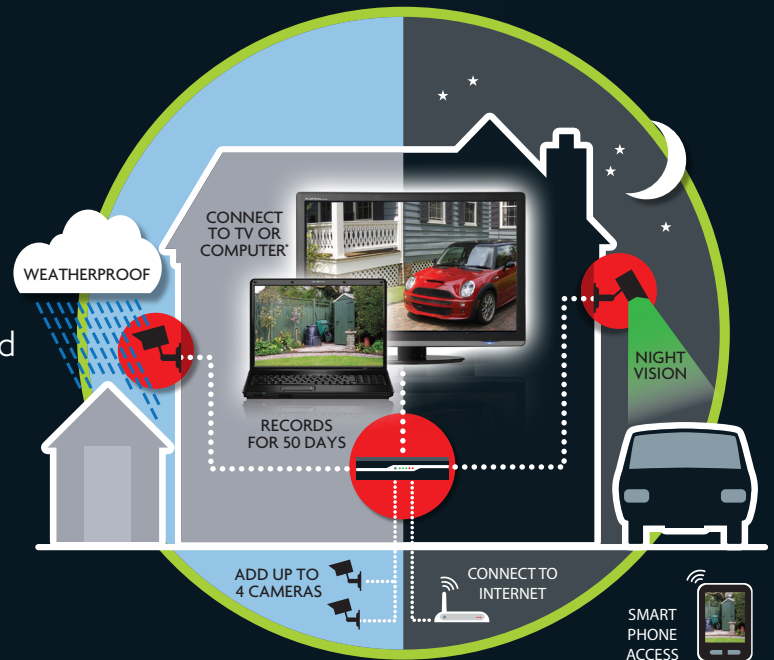 CONNECT
TO TV OR
COMPUTER*
WEATHERPROOF
NIGHT
VISION
RECORDS
FOR 50 DAYS
ADD UP TO
4 CAMERAS
CONNECT TO
INTERNET
SMART
PHONE
ACCESS